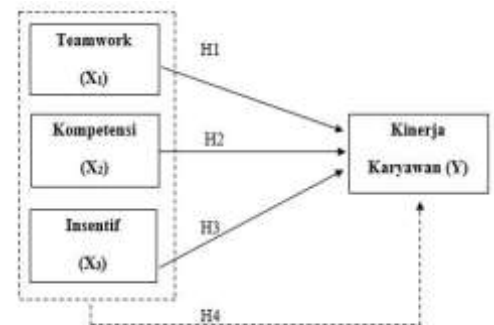 Teamwork
(X₁)
H1
Kompetensi
(X₂)
H2
Kinerja
Karyawan (Y)
Insentif
(X₃)
H3
H4